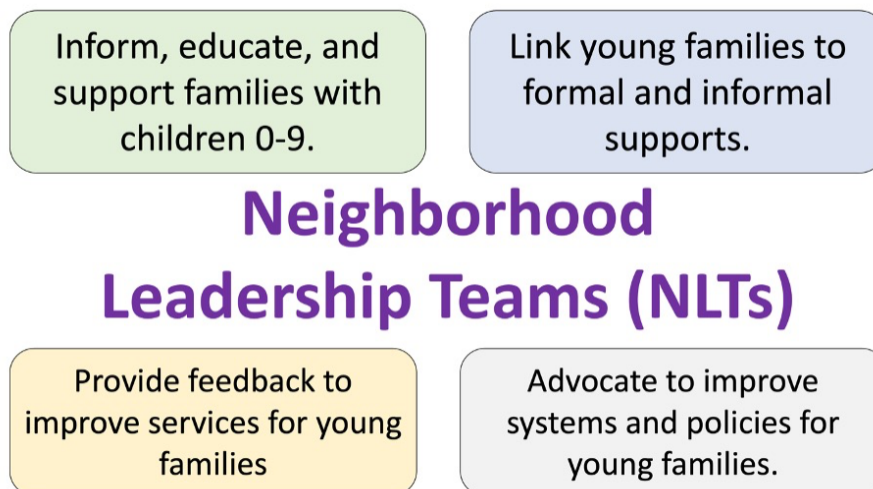 Inform, educate, and
support families with
children 0-9.
Link young families to
formal and informal
supports.
Neighborhood
Leadership Teams (NLTs)
Provide feedback to
improve services for young
families
Advocate to improve
systems and policies for
young families.